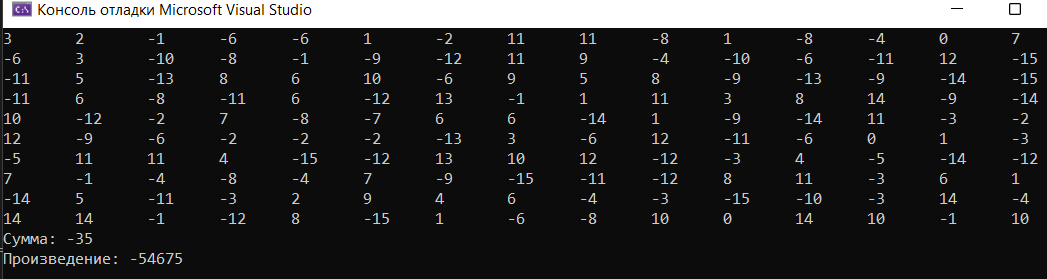 Консоль отладки Microsoft Visual Studio
3 2 -1 -6 -6 1 -2 11 11 -8 1 -8 -4 0 7
-6 3 -10 -8 -1 -9 -12 11 9 -4 -10 -6 -11 12 -15
-11 5 -13 8 6 10 -6 9 5 8 -9 -13 -9 -14 -15
-11 6 -8 -11 6 -12 13 -1 1 11 3 8 14 -9 -14
10 -12 -2 7 -8 -7 6 6 -14 1 -9 -14 11 -3 -2
12 -9 -6 -2 -2 -2 -13 3 -6 12 -11 -6 0 1 -3
-5 11 11 4 -15 -12 13 10 12 -12 -3 4 -5 -14 -12
7 -1 -4 -8 -4 7 -9 -15 -11 -12 8 11 -3 6 1
-14 5 -11 -3 2 9 4 6 -4 -3 -15 -10 -3 14 -4
14 14 -1 -12 8 -15 1 -6 -8 10 0 14 10 -1 10
Сумма: -35
Произведение: -54675